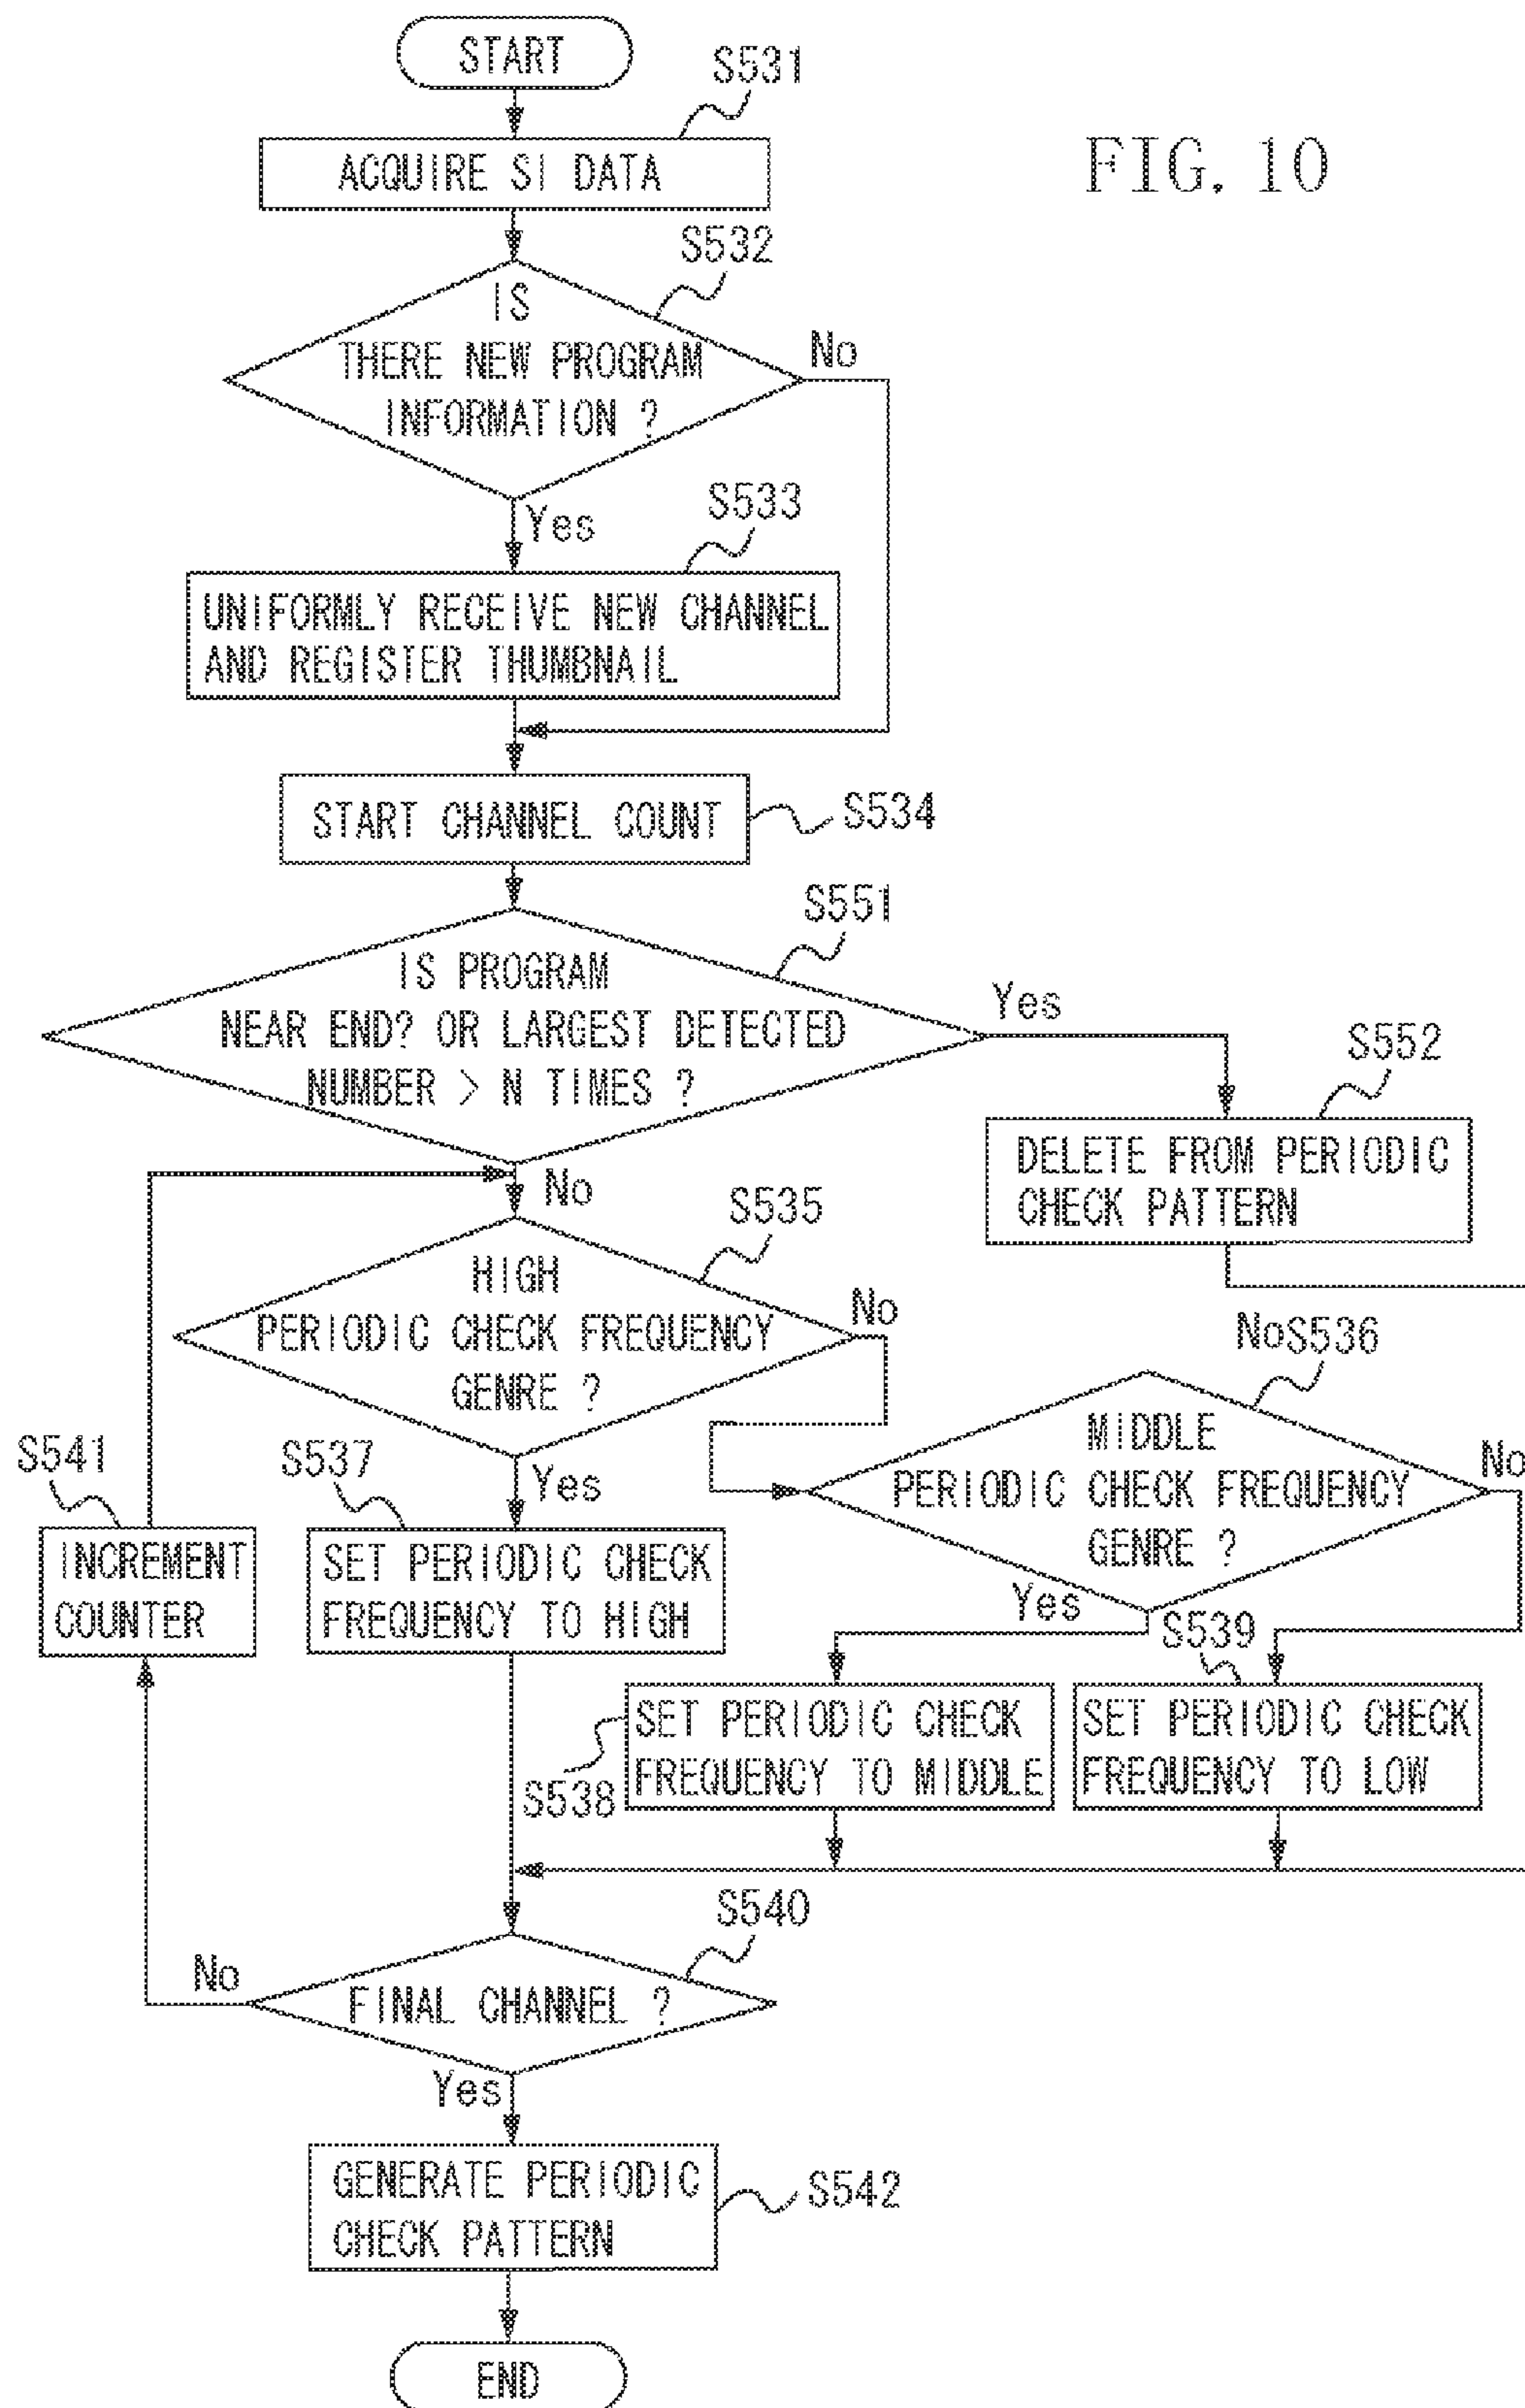 START
S531
FIG. 10
ACQUIRE SI DATA
S532
IS
THERE NEW PROGRAM
INFORMATION ?
No
Yes
S533
UNIFORMLY RECEIVE NEW CHANNEL
AND REGISTER THUMBNAIL
START CHANNEL COUNT
S534
S551
IS PROGRAM
NEAR END? OR LARGEST DETECTED
NUMBER > N TIMES ?
Yes
S552
DELETE FROM PERIODIC
CHECK PATTERN
No
S535
HIGH
PERIODIC CHECK FREQUENCY
GENRE ?
No
NoS536
MIDDLE
PERIODIC CHECK FREQUENCY
GENRE ?
No
Yes
S541
INCREMENT
COUNTER
S537
Yes
SET PERIODIC CHECK
FREQUENCY TO HIGH
S539
SET PERIODIC CHECK
FREQUENCY TO MIDDLE
S538
SET PERIODIC CHECK
FREQUENCY TO LOW
S540
No
FINAL CHANNEL ?
Yes
GENERATE PERIODIC
CHECK PATTERN
S542
END